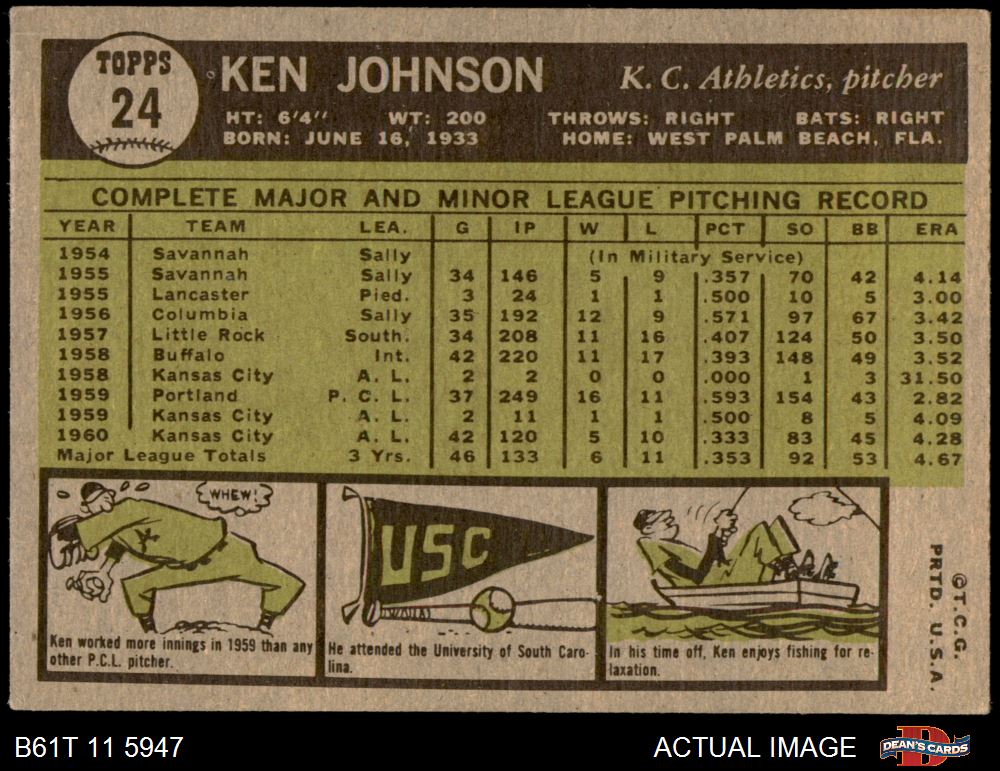 TOPPS
24
KEN JOHNSON
K. C. Athletics, pitcher
HT: 6'4" WT: 200 THROWS: RIGHT BATS: RIGHT
BORN: JUNE 16, 1933 HOME: WEST PALM BEACH, FLA.
COMPLETE MAJOR AND MINOR LEAGUE PITCHING RECORD
YEAR TEAM LEA. G IP W L PCT SO BB ERA
1954 Savannah Sally (In Military Service)
1955 Savannah Sally 34 146 5 9 .357 70 42 4.14
1955 Lancaster Pied. 3 24 1 1 .500 10 5 3.00
1956 Columbia Sally 35 192 12 9 .571 97 67 3.42
1957 Little Rock South. 34 208 11 16 .407 124 50 3.50
1958 Buffalo Int. 42 220 11 17 .393 148 49 3.52
1958 Kansas City A. L. 2 2 0 0 .000 1 3 31.50
1959 Portland P. C. L. 37 249 16 11 .593 154 43 2.82
1959 Kansas City A. L. 2 11 1 1 .500 8 5 4.09
1960 Kansas City A. L. 42 120 5 10 .333 83 45 4.28
Major League Totals 3 Yrs. 46 133 6 11 .353 92 53 4.67
WHEW!
Ken worked more innings in 1959 than any
other P.C.L. pitcher.
USC
He attended the University of South Caro-
lina.
In his time off, Ken enjoys fishing for re-
laxation.
©T.C.G.
PRTD. U.S.A.
B61T 11 5947
ACTUAL IMAGE
DEAN'S CARDS